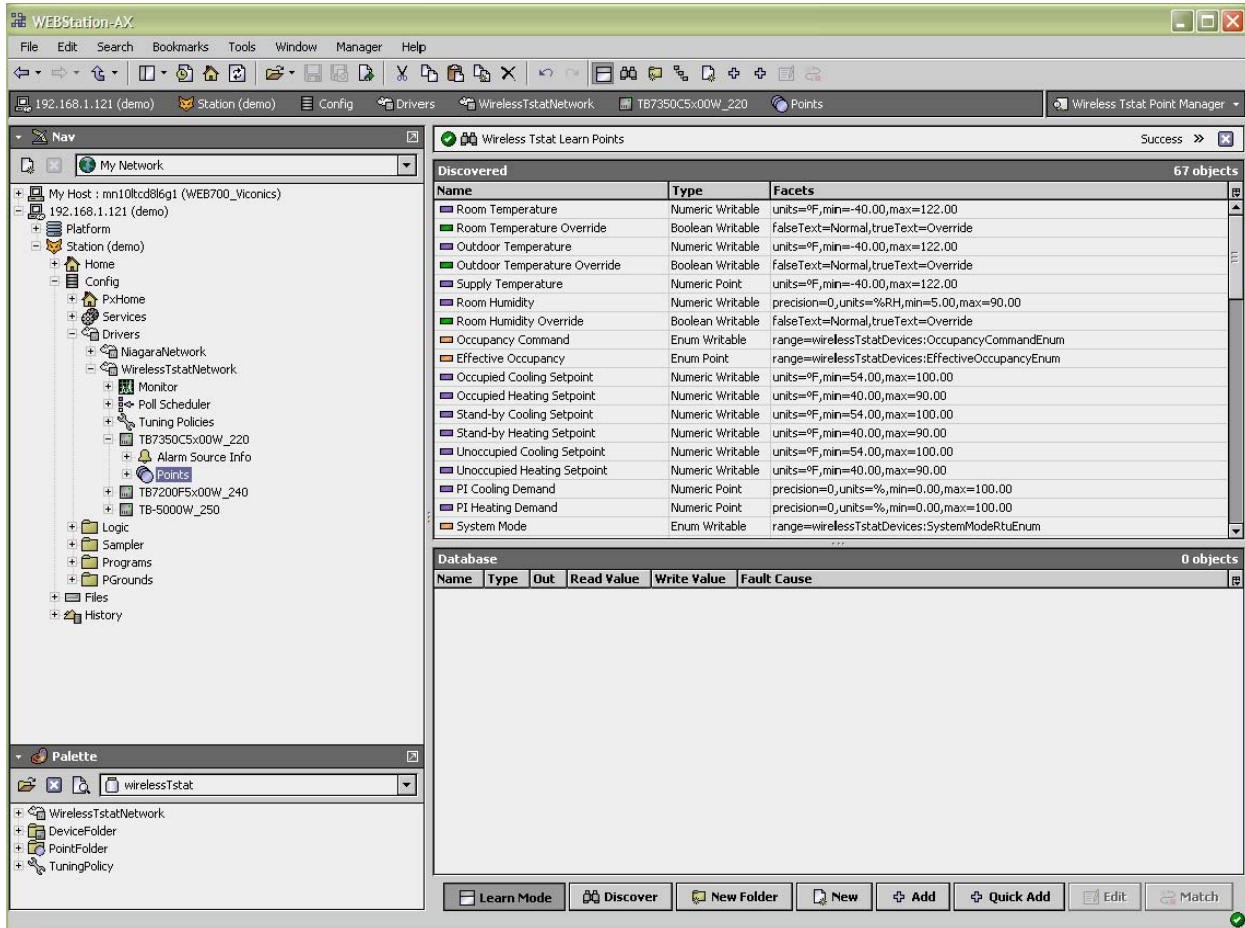 WEBStation-AX
File Edit Search Bookmarks Tools Window Manager Help
192.168.1.121 (demo) Station (demo) Config Drivers WirelessTstatNetwork TB7350C5x00W_220 Points Wireless Tstat Point Manager
Nav
My Network
My Host : mn10ltcd8l6g1 (WEB700_Viconics)
192.168.1.121 (demo)
Platform
Station (demo)
Home
Config
PxHome
Services
Drivers
NiagaraNetwork
WirelessTstatNetwork
Monitor
Poll Scheduler
Tuning Policies
TB7350C5x00W_220
Alarm Source Info
Points
TB7200F5x00W_240
TB-5000W_250
Logic
Sampler
Programs
PGrounds
Files
History
Palette
wirelessTstat
WirelessTstatNetwork
DeviceFolder
PointFolder
TuningPolicy
Wireless Tstat Learn Points Success »
Discovered 67 objects
Name Type Facets
Room Temperature Numeric Writable units=ºF,min=-40.00,max=122.00
Room Temperature Override Boolean Writable falseText=Normal,trueText=Override
Outdoor Temperature Numeric Writable units=ºF,min=-40.00,max=122.00
Outdoor Temperature Override Boolean Writable falseText=Normal,trueText=Override
Supply Temperature Numeric Point units=ºF,min=-40.00,max=122.00
Room Humidity Numeric Writable precision=0,units=%RH,min=5.00,max=90.00
Room Humidity Override Boolean Writable falseText=Normal,trueText=Override
Occupancy Command Enum Writable range=wirelessTstatDevices:OccupancyCommandEnum
Effective Occupancy Enum Point range=wirelessTstatDevices:EffectiveOccupancyEnum
Occupied Cooling Setpoint Numeric Writable units=ºF,min=54.00,max=100.00
Occupied Heating Setpoint Numeric Writable units=ºF,min=40.00,max=90.00
Stand-by Cooling Setpoint Numeric Writable units=ºF,min=54.00,max=100.00
Stand-by Heating Setpoint Numeric Writable units=ºF,min=40.00,max=90.00
Unoccupied Cooling Setpoint Numeric Writable units=ºF,min=54.00,max=100.00
Unoccupied Heating Setpoint Numeric Writable units=ºF,min=40.00,max=90.00
PI Cooling Demand Numeric Point precision=0,units=%,min=0.00,max=100.00
PI Heating Demand Numeric Point precision=0,units=%,min=0.00,max=100.00
System Mode Enum Writable range=wirelessTstatDevices:SystemModeRtuEnum
Database 0 objects
Name Type Out Read Value Write Value Fault Cause
Learn Mode Discover New Folder New Add Quick Add Edit Match